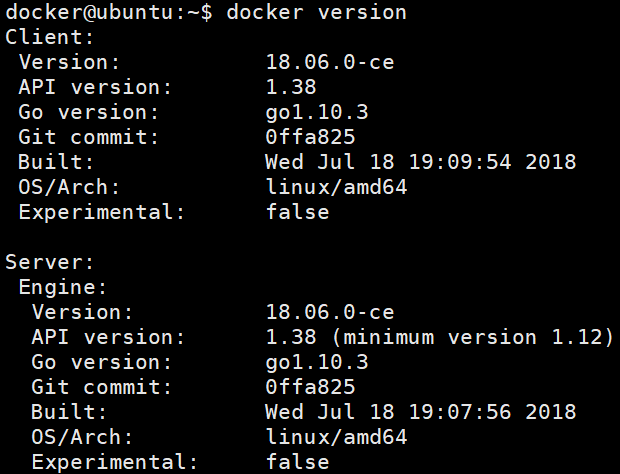 docker@ubuntu:~$ docker version
Client:
 Version:           18.06.0-ce
 API version:       1.38
 Go version:        go1.10.3
 Git commit:        0ffa825
 Built:             Wed Jul 18 19:09:54 2018
 OS/Arch:           linux/amd64
 Experimental:      false

Server:
 Engine:
  Version:          18.06.0-ce
  API version:      1.38 (minimum version 1.12)
  Go version:       go1.10.3
  Git commit:       0ffa825
  Built:            Wed Jul 18 19:07:56 2018
  OS/Arch:          linux/amd64
  Experimental:     false